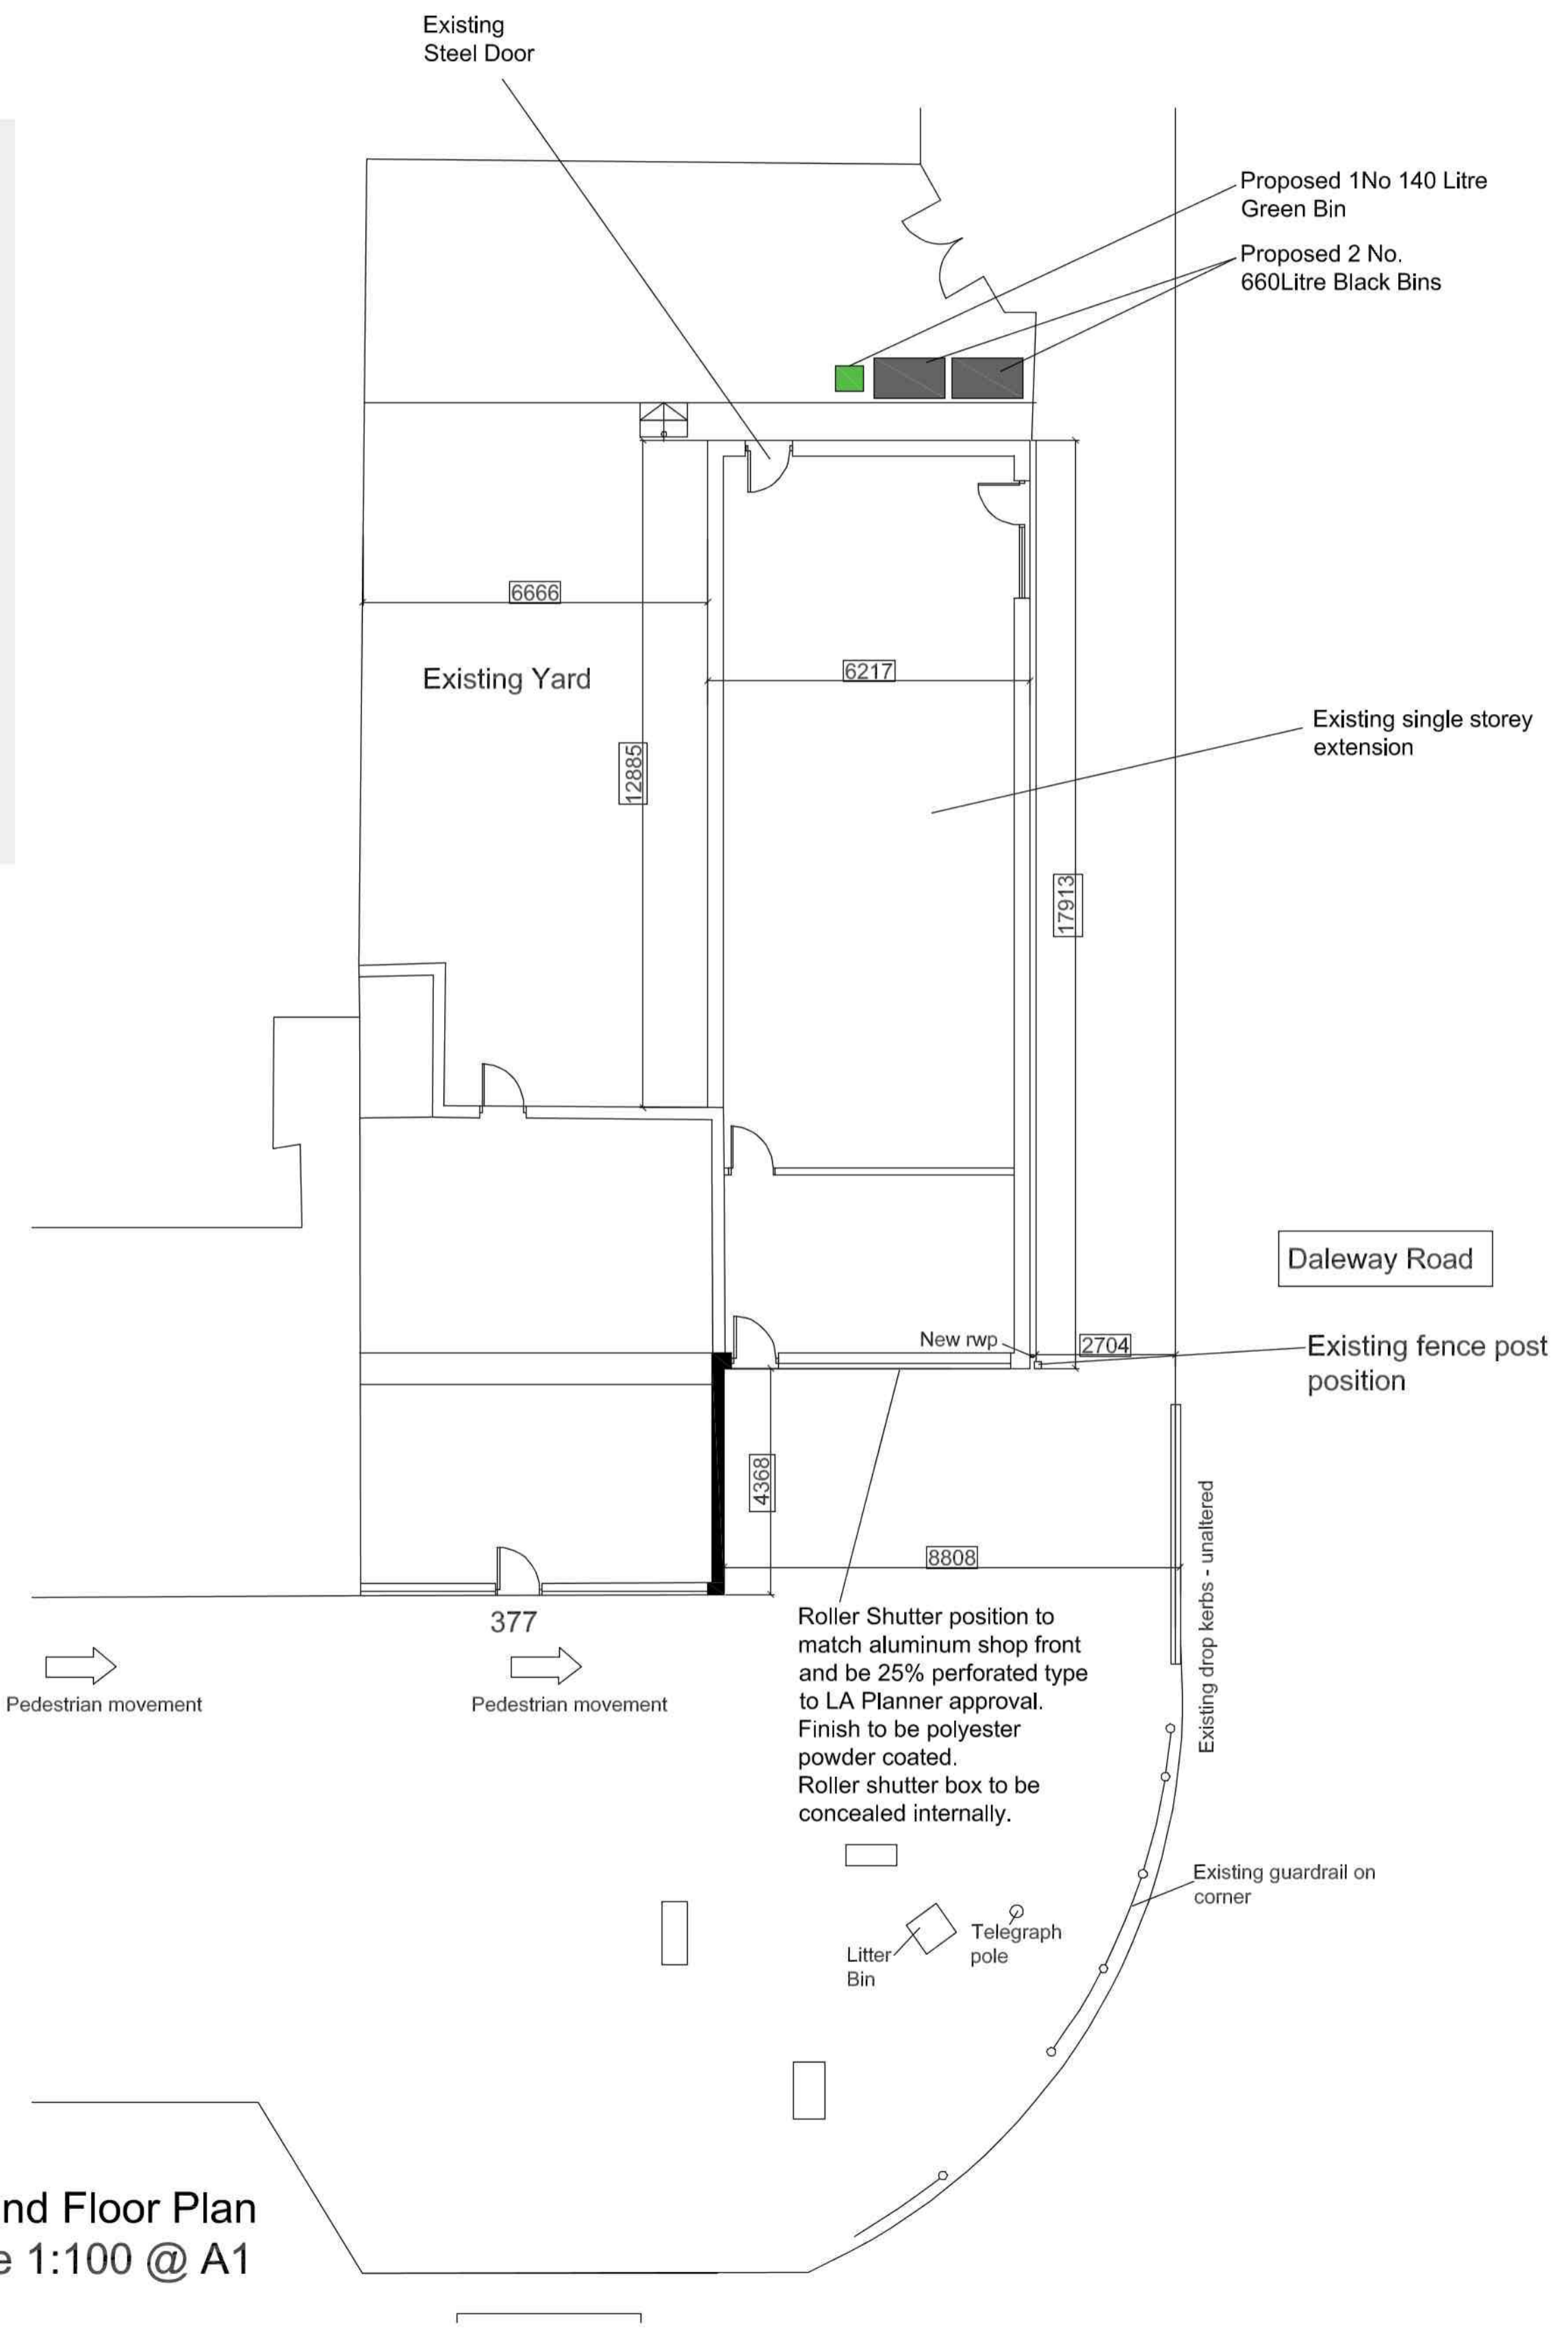 Existing
Steel Door
Proposed 1No 140 Litre
Green Bin
Proposed 2 No.
660Litre Black Bins
6666
6217
Existing Yard
Existing single storey
extension
12885
17913
Daleway Road
New rwp
2704
Existing fence post
position
4368
8808
Existing drop kerbs - unaltered
377
Roller Shutter position to
match aluminum shop front
and be 25% perforated type
to LA Planner approval.
Finish to be polyester
powder coated.
Roller shutter box to be
concealed internally.
Pedestrian movement
Pedestrian movement
Existing guardrail on
corner
Telegraph
pole
Litter
Bin
nd Floor Plan
e 1:100 @ A1